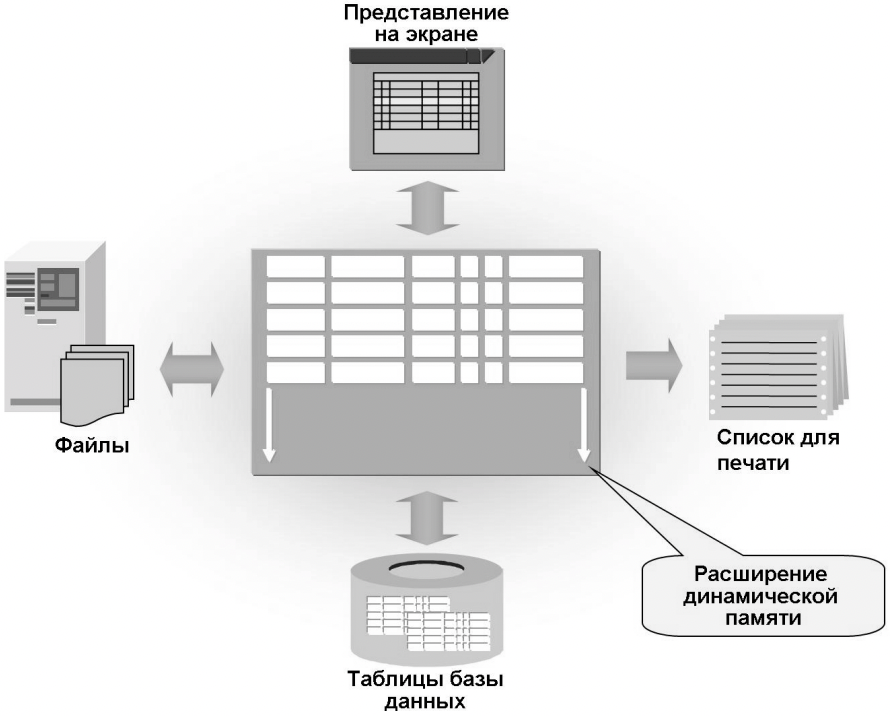 Представление
на экране
Файлы
Список для
печати
Расширение
динамической
памяти
Таблицы базы
данных